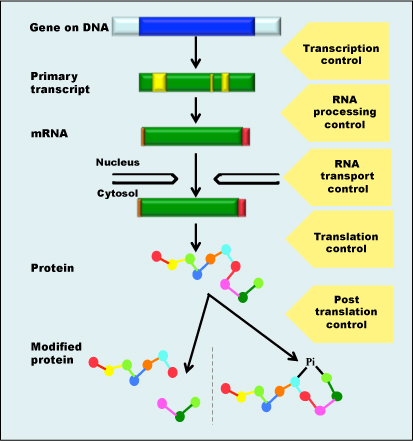 Gene on DNA
Transcription
control
Primary
transcript
RNA
processing
control
mRNA
Nucleus
Cytosol
RNA
transport
control
Translation
control
Protein
Post
translation
control
Modified
protein
Pi